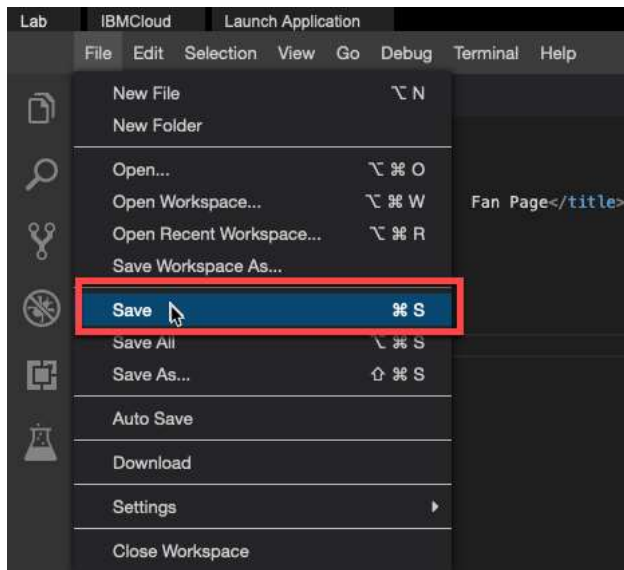 Lab IBMCloud Launch Application
File Edit Selection View Go Debug Terminal Help
New File ⌥ N
New Folder
Open... ⌥ ⌘ O
Open Workspace... ⌥ ⌘ W
Fan Page</title>
Open Recent Workspace... ⌥ ⌘ R
Save Workspace As...
Save ⌘ S
Save All ⌥ ⌘ S
Save As... ⇧ ⌘ S
Auto Save
Download
Settings
Close Workspace